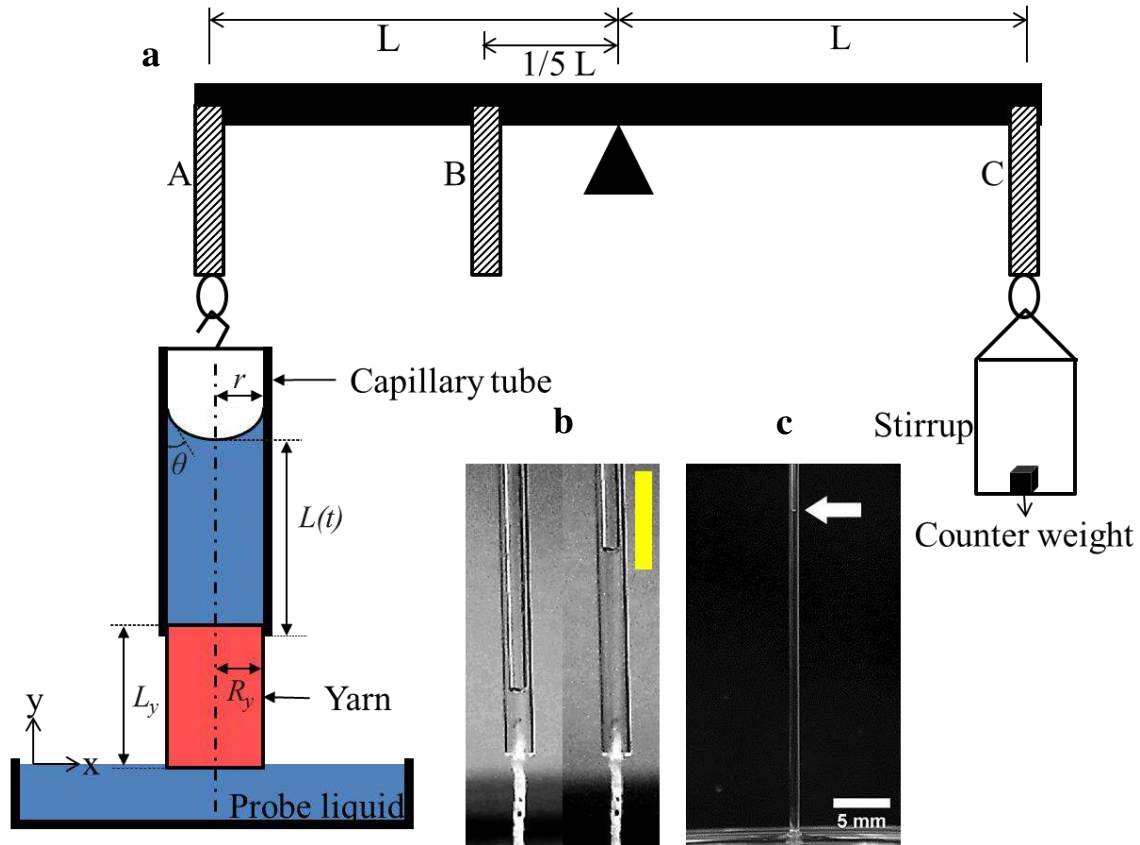 L
L
1/5 L
a
A
B
C
r
Capillary tube
θ
L(t)
b
c
Stirrup
Counter weight
5 mm
L_y
R_y
Yarn
y
x
Probe liquid